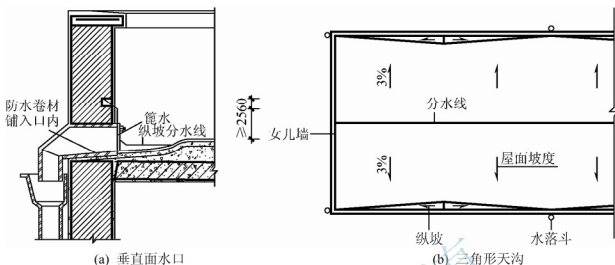 防水卷材
铺入口内
篦水
纵坡分水线
≥2560
(a) 垂直面水口
3%
分水线
女儿墙
3%
屋面坡度
纵坡
水落斗
(b) 三角形天沟